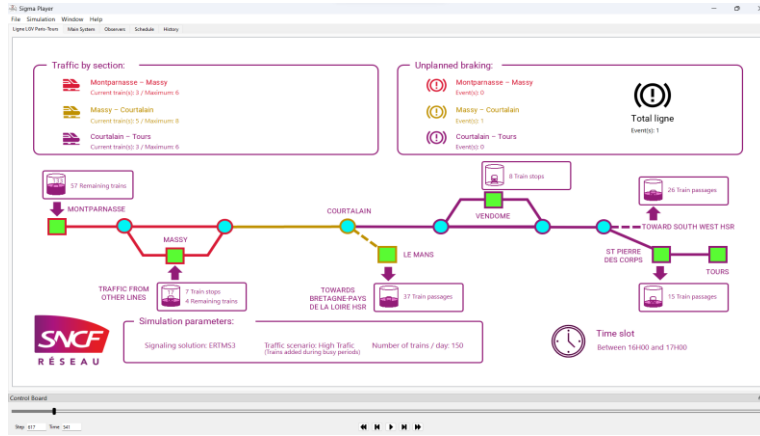 Sigma Player
File Simulation Window Help
Ligne LGV Paris-Tours Main System Observers Schedule History
Traffic by section:
Montparnasse – Massy
Current train(s): 3 / Maximum: 6
Massy – Courtalain
Current train(s): 5 / Maximum: 8
Courtalain – Tours
Current train(s): 3 / Maximum: 6
Unplanned braking:
Montparnasse – Massy
Event(s): 0
Massy – Courtalain
Event(s): 1
Courtalain – Tours
Event(s): 0
Total ligne
Event(s): 1
57 Remaining trains
8 Train stops
26 Train passages
MONTPARNASSE
COURTALAIN
VENDOME
TOWARD SOUTH WEST HSR
MASSY
LE MANS
ST PIERRE
DES CORPS
TOURS
TRAFFIC FROM
OTHER LINES
7 Train stops
4 Remaining trains
TOWARDS
BRETAGNE-PAYS
DE LA LOIRE HSR
37 Train passages
15 Train passages
SNCF
RÉSEAU
Simulation parameters:
Signaling solution: ERTMS3
Traffic scenario: High Trafic
(Trains added during busy periods)
Number of trains / day: 150
Time slot
Between 16H00 and 17H00
Control Board
Step 617 Time 541